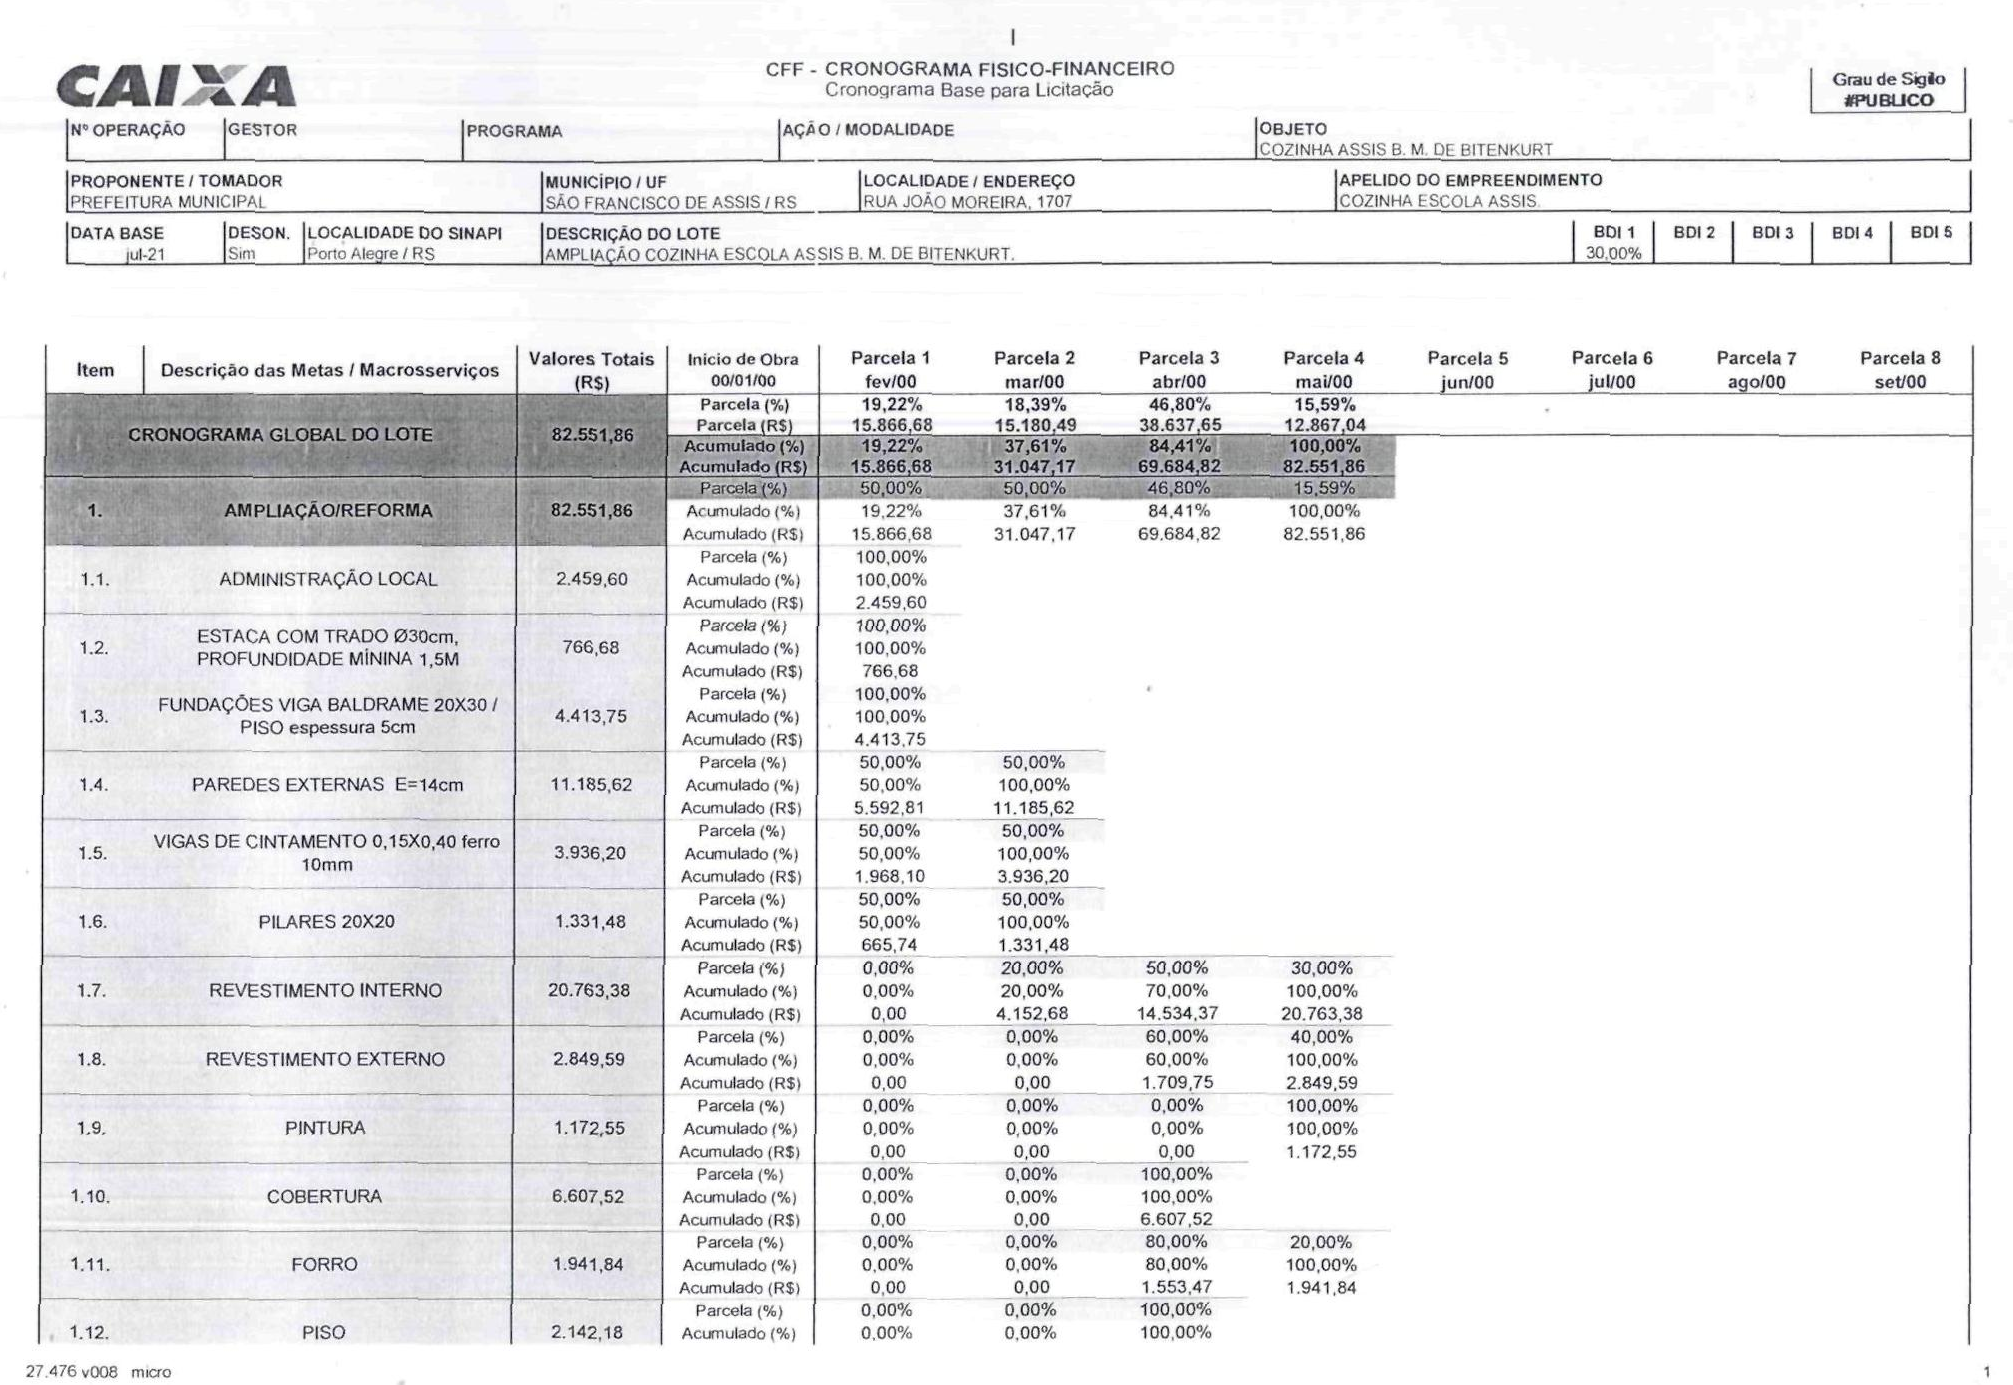 CAIXA
CFF - CRONOGRAMA FISICO-FINANCEIRO
Cronograma Base para Licitação
Grau de Sigilo
#PUBLICO
Nº OPERAÇÃO GESTOR PROGRAMA AÇÃO / MODALIDADE OBJETO
COZINHA ASSIS B. M. DE BITENKURT
PROPONENTE / TOMADOR MUNICÍPIO / UF LOCALIDADE / ENDEREÇO APELIDO DO EMPREENDIMENTO
PREFEITURA MUNICIPAL SÃO FRANCISCO DE ASSIS / RS RUA JOÃO MOREIRA, 1707 COZINHA ESCOLA ASSIS.
DATA BASE DESON. LOCALIDADE DO SINAPI DESCRIÇÃO DO LOTE BDI 1 BDI 2 BDI 3 BDI 4 BDI 5
jul-21 Sim Porto Alegre / RS AMPLIAÇÃO COZINHA ESCOLA ASSIS B. M. DE BITENKURT. 30,00%
Item Descrição das Metas / Macrosserviços Valores Totais (R$) Inicio de Obra Parcela 1 Parcela 2 Parcela 3 Parcela 4 Parcela 5 Parcela 6 Parcela 7 Parcela 8
00/01/00 fev/00 mar/00 abr/00 mai/00 jun/00 jul/00 ago/00 set/00
CRONOGRAMA GLOBAL DO LOTE 82.551,86
Parcela (%) 19,22% 18,39% 46,80% 15,59%
Parcela (R$) 15.866,68 15.180,49 38.637,65 12.867,04
Acumulado (%) 19,22% 37,61% 84,41% 100,00%
Acumulado (R$) 15.866,68 31.047,17 69.684,82 82.551,86
1. AMPLIAÇÃO/REFORMA 82.551,86
Parcela (%) 50,00% 50,00% 46,80% 15,59%
Acumulado (%) 19,22% 37,61% 84,41% 100,00%
Acumulado (R$) 15.866,68 31.047,17 69.684,82 82.551,86
1.1. ADMINISTRAÇÃO LOCAL 2.459,60
Parcela (%) 100,00%
Acumulado (%) 100,00%
Acumulado (R$) 2.459,60
1.2. ESTACA COM TRADO Ø30cm,
PROFUNDIDADE MÍNINA 1,5M 766,68
Parcela (%) 100,00%
Acumulado (%) 100,00%
Acumulado (R$) 766,68
1.3. FUNDAÇÕES VIGA BALDRAME 20X30 /
PISO espessura 5cm 4.413,75
Parcela (%) 100,00%
Acumulado (%) 100,00%
Acumulado (R$) 4.413,75
1.4. PAREDES EXTERNAS E=14cm 11.185,62
Parcela (%) 50,00% 50,00%
Acumulado (%) 50,00% 100,00%
Acumulado (R$) 5.592,81 11.185,62
1.5. VIGAS DE CINTAMENTO 0,15X0,40 ferro
10mm 3.936,20
Parcela (%) 50,00% 50,00%
Acumulado (%) 50,00% 100,00%
Acumulado (R$) 1.968,10 3.936,20
1.6. PILARES 20X20 1.331,48
Parcela (%) 50,00% 50,00%
Acumulado (%) 50,00% 100,00%
Acumulado (R$) 665,74 1.331,48
1.7. REVESTIMENTO INTERNO 20.763,38
Parcela (%) 0,00% 20,00% 50,00% 30,00%
Acumulado (%) 0,00% 20,00% 70,00% 100,00%
Acumulado (R$) 0,00 4.152,68 14.534,37 20.763,38
1.8. REVESTIMENTO EXTERNO 2.849,59
Parcela (%) 0,00% 0,00% 60,00% 40,00%
Acumulado (%) 0,00% 0,00% 60,00% 100,00%
Acumulado (R$) 0,00 0,00 1.709,75 2.849,59
1.9. PINTURA 1.172,55
Parcela (%) 0,00% 0,00% 0,00% 100,00%
Acumulado (%) 0,00% 0,00% 0,00% 100,00%
Acumulado (R$) 0,00 0,00 0,00 1.172,55
1.10. COBERTURA 6.607,52
Parcela (%) 0,00% 0,00% 100,00%
Acumulado (%) 0,00% 0,00% 100,00%
Acumulado (R$) 0,00 0,00 6.607,52
1.11. FORRO 1.941,84
Parcela (%) 0,00% 0,00% 80,00% 20,00%
Acumulado (%) 0,00% 0,00% 80,00% 100,00%
Acumulado (R$) 0,00 0,00 1.553,47 1.941,84
1.12. PISO 2.142,18
Parcela (%) 0,00% 0,00% 100,00%
Acumulado (%) 0,00% 0,00% 100,00%
27.476 v008 micro 1